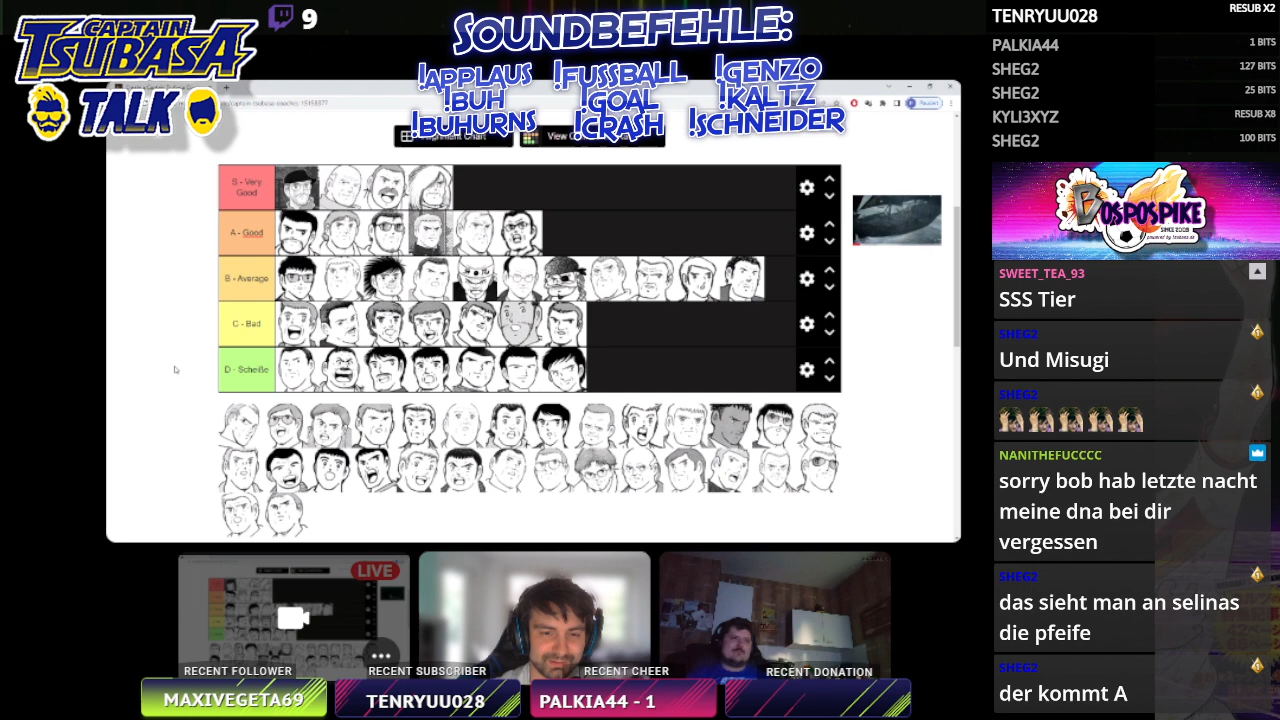 CAPTAIN
TSUBASA
TALK
9
SOUNDBEFEHLE:
!APPLAUS !FUSSBALL !GENZO
!BUH !GOAL !KALTZ
!BUHURNS !CRASH !SCHNEIDER
TENRYUU028 RESUB X2
PALKIA44 1 BITS
SHEG2 127 BITS
SHEG2 25 BITS
KYLI3XYZ RESUB X8
SHEG2 100 BITS
BOSPOSPIKE
SINCE 2008
S - Very
Good
A - Good
B - Average
C - Bad
D - Scheiße
SWEET_TEA_93
SSS Tier
SHEG2
Und Misugi
SHEG2
NANITHEFUCCCC
sorry bob hab letzte nacht
meine dna bei dir
vergessen
SHEG2
das sieht man an selinas
die pfeife
SHEG2
der kommt A
LIVE
RECENT FOLLOWER
RECENT SUBSCRIBER
RECENT CHEER
RECENT DONATION
MAXIVEGETA69
TENRYUU028
PALKIA44 - 1